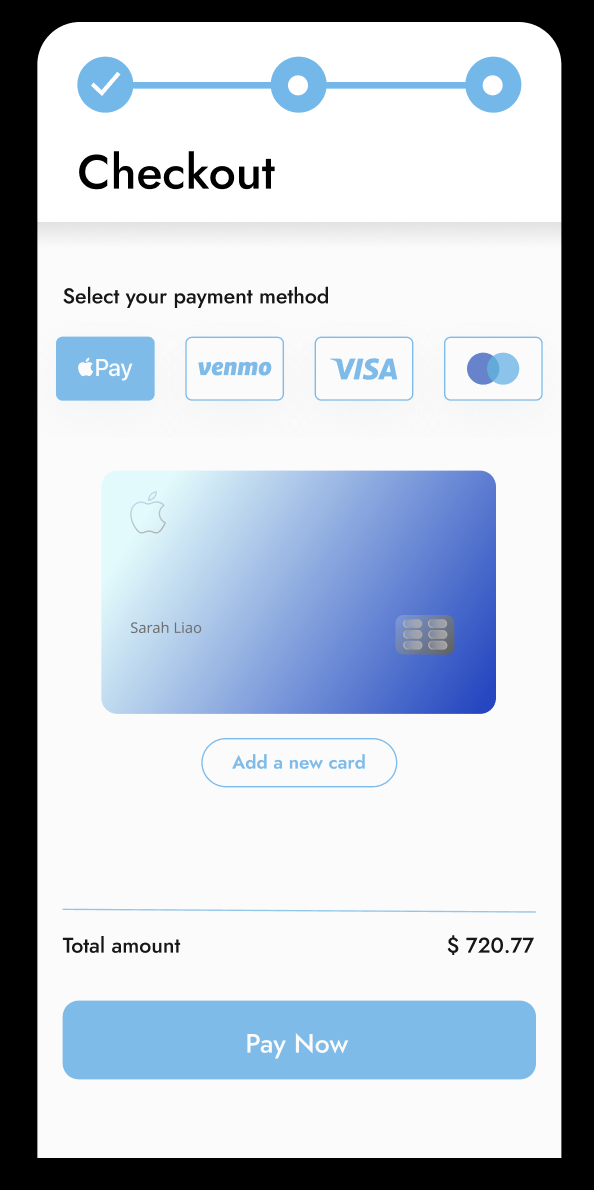 Checkout
Select your payment method
Pay venmo VISA
Sarah Liao
Add a new card
Total amount $ 720.77
Pay Now